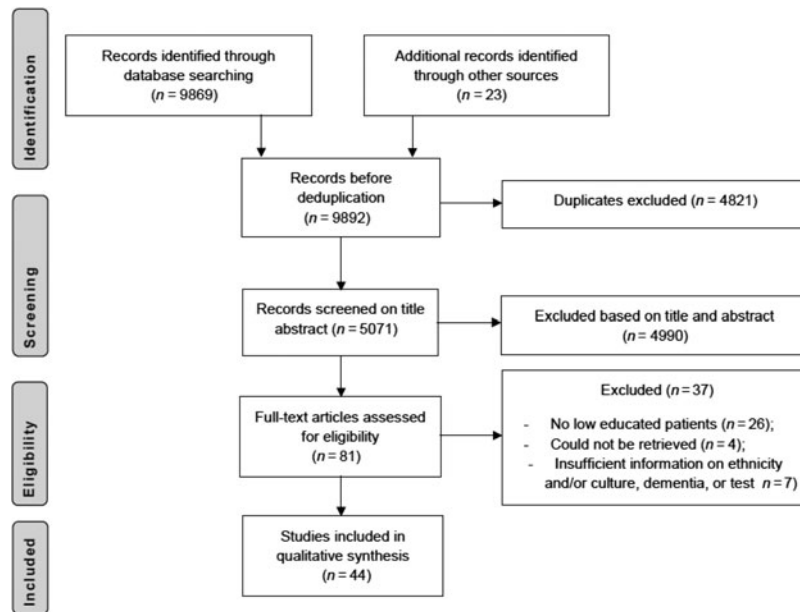 Identification
Records identified through
database searching
(n = 9869)
Additional records identified
through other sources
(n = 23)
Records before
deduplication
(n = 9892)
Duplicates excluded (n = 4821)
Screening
Records screened on title
abstract (n = 5071)
Excluded based on title and abstract
(n = 4990)
Eligibility
Full-text articles assessed
for eligibility
(n = 81)
Excluded (n = 37)
- No low educated patients (n = 26);
- Could not be retrieved (n = 4);
- Insufficient information on ethnicity
and/or culture, dementia, or test n = 7)
Included
Studies included in
qualitative synthesis
(n = 44)